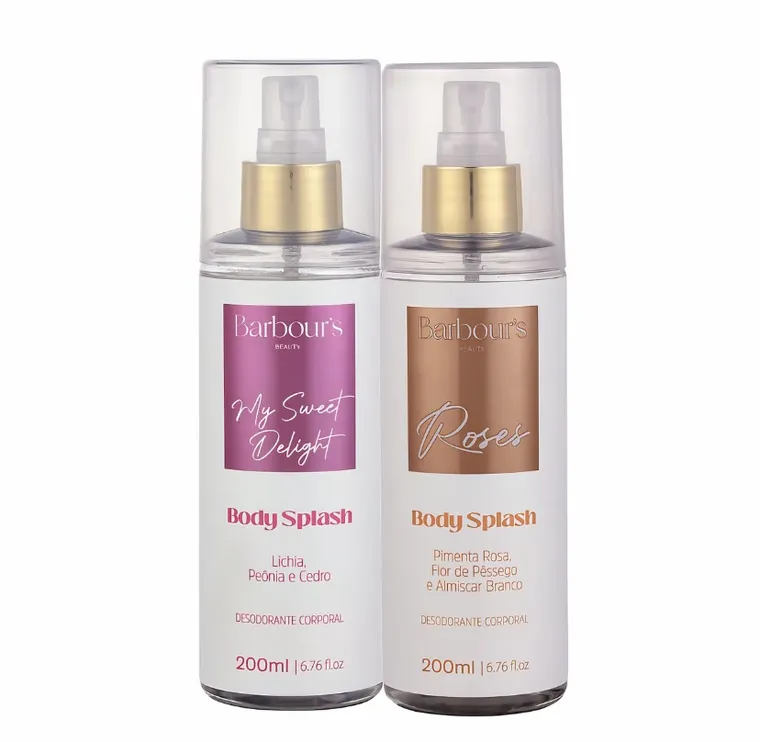 Barbour's
BEAUTY
My Sweet
Delight
Body Splash
Lichia,
Peônia e Cedro
DESODORANTE CORPORAL
200ml | 6.76 fl.oz
Barbour's
BEAUTY
Roses
Body Splash
Pimenta Rosa,
Flor de Pêssego
e Almiscar Branco
DESODORANTE CORPORAL
200ml | 6.76 fl.oz